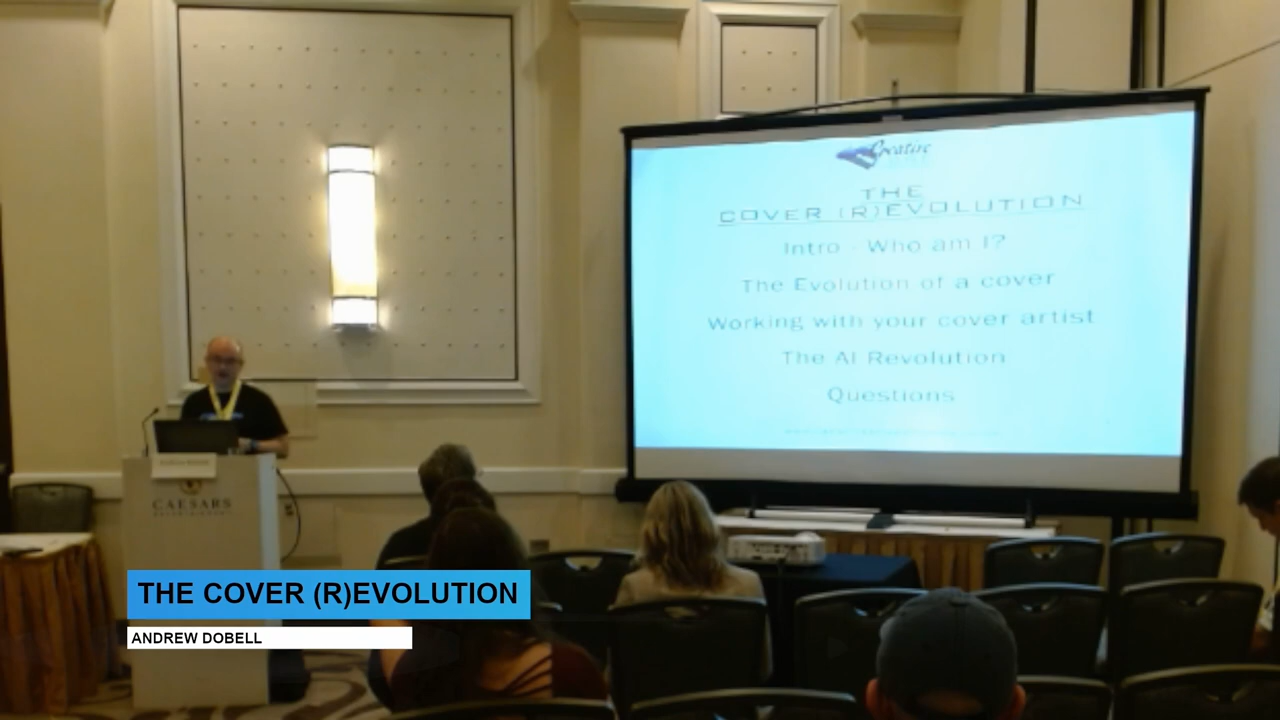 Creative
THE
COVER (R)EVOLUTION
Intro - Who am I?
The Evolution of a cover
Working with your cover artist
The AI Revolution
Questions
CAESARS
THE COVER (R)EVOLUTION
ANDREW DOBELL